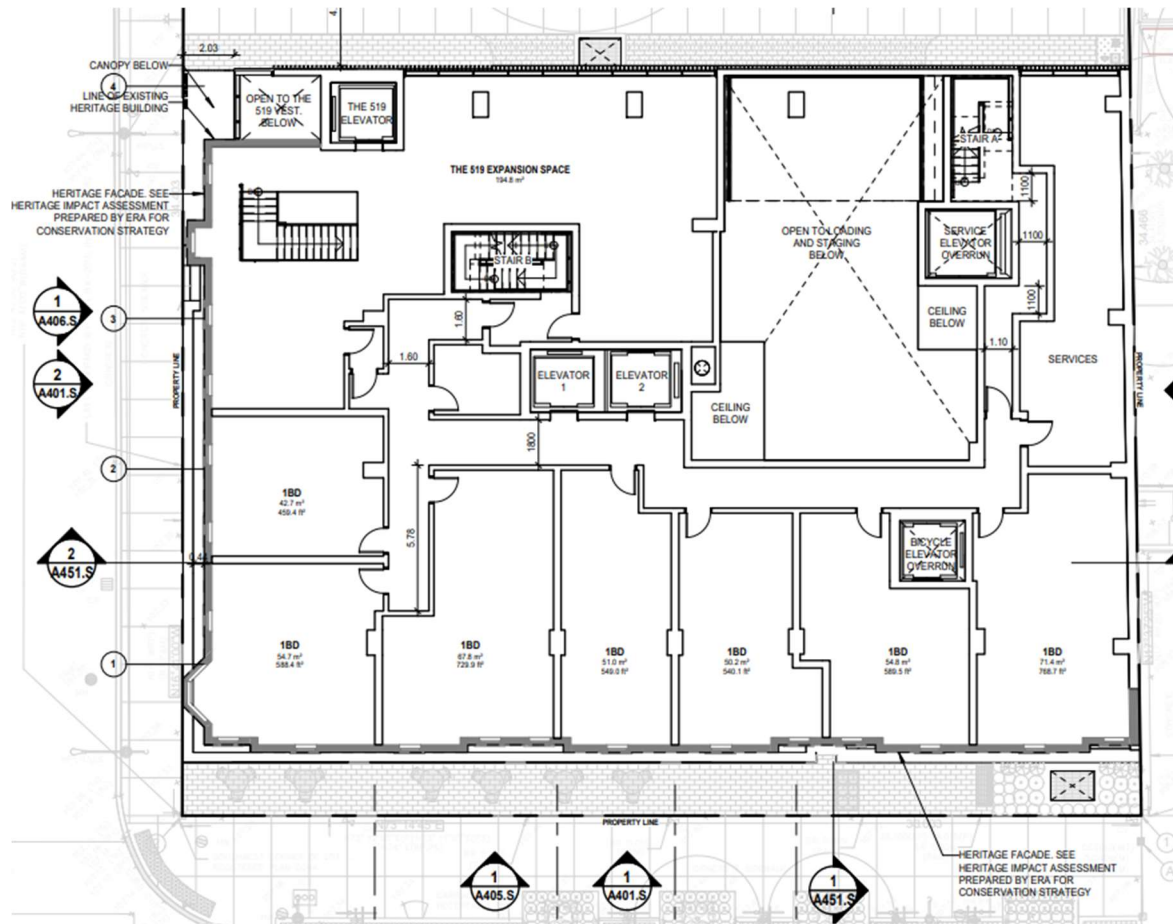 2.03
4.
CANOPY BELOW
4
LINE OF EXISTING
HERITAGE BUILDING
OPEN TO THE
519 VEST.
BELOW
THE 519
ELEVATOR
STAIR A
THE 519 EXPANSION SPACE
194.8 m²
HERITAGE FACADE. SEE
HERITAGE IMPACT ASSESSMENT
PREPARED BY ERA FOR
CONSERVATION STRATEGY
1100
34.466
OPEN TO LOADING
AND STAGING
BELOW
SERVICE
ELEVATOR
OVERRUN
1100
STAIR B
1100
1
A406.S
3
1.60
CEILING
BELOW
1.10
1.60
SERVICES
PROPERTY LINE
PROPERTY LINE
2
A401.S
ELEVATOR
1
ELEVATOR
2
CEILING
BELOW
1800
2
1BD
42.7 m²
459.4 ft²
5.78
2
A451.S
0.44
BICYCLE
ELEVATOR
OVERRUN
1
1BD
54.7 m²
588.4 ft²
1BD
67.8 m²
729.9 ft²
1BD
51.0 m²
549.0 ft²
1BD
50.2 m²
540.1 ft²
1BD
54.8 m²
589.5 ft²
1BD
71.4 m²
768.7 ft²
PROPERTY LINE
1
A405.S
1
A401.S
1
A451.S
HERITAGE FACADE. SEE
HERITAGE IMPACT ASSESSMENT
PREPARED BY ERA FOR
CONSERVATION STRATEGY